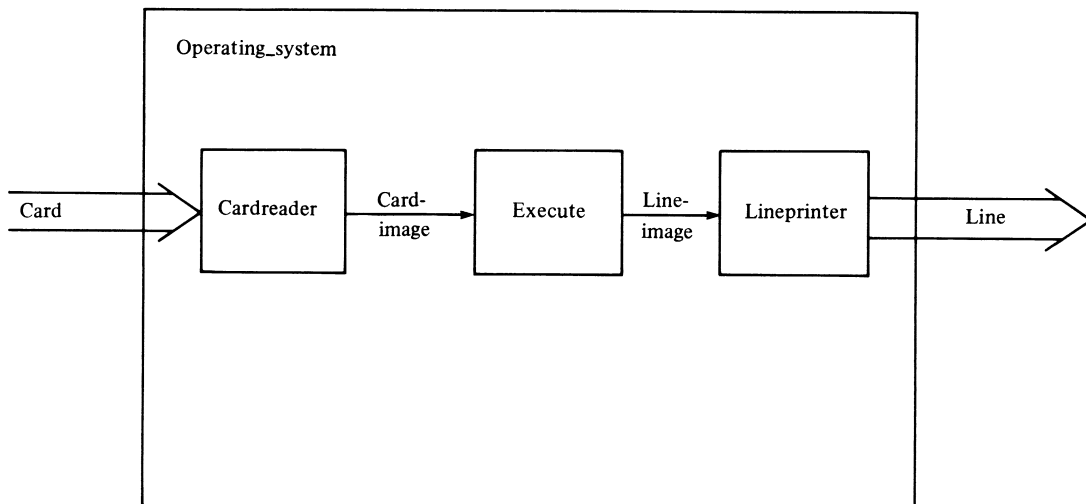 Operating_system
Card
Cardreader
Card-
image
Execute
Line-
image
Lineprinter
Line